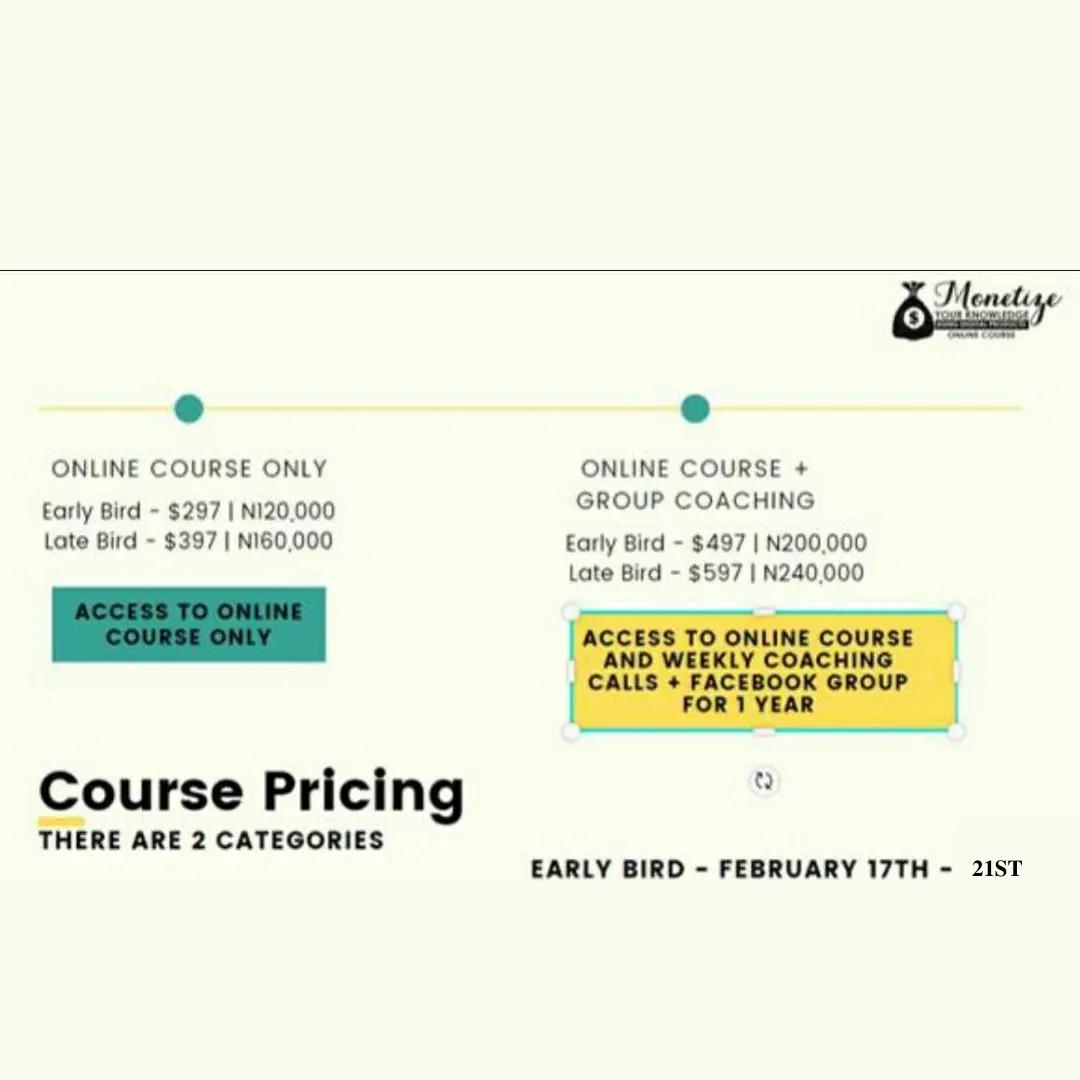 Monetize
YOUR KNOWLEDGE
USING DIGITAL PRODUCTS
ONLINE COURSE
ONLINE COURSE ONLY
Early Bird - $297 | N120,000
Late Bird - $397 | N160,000
ACCESS TO ONLINE
COURSE ONLY
ONLINE COURSE +
GROUP COACHING
Early Bird - $497 | N200,000
Late Bird - $597 | N240,000
ACCESS TO ONLINE COURSE
AND WEEKLY COACHING
CALLS + FACEBOOK GROUP
FOR 1 YEAR
Course Pricing
THERE ARE 2 CATEGORIES
EARLY BIRD - FEBRUARY 17TH - 21ST